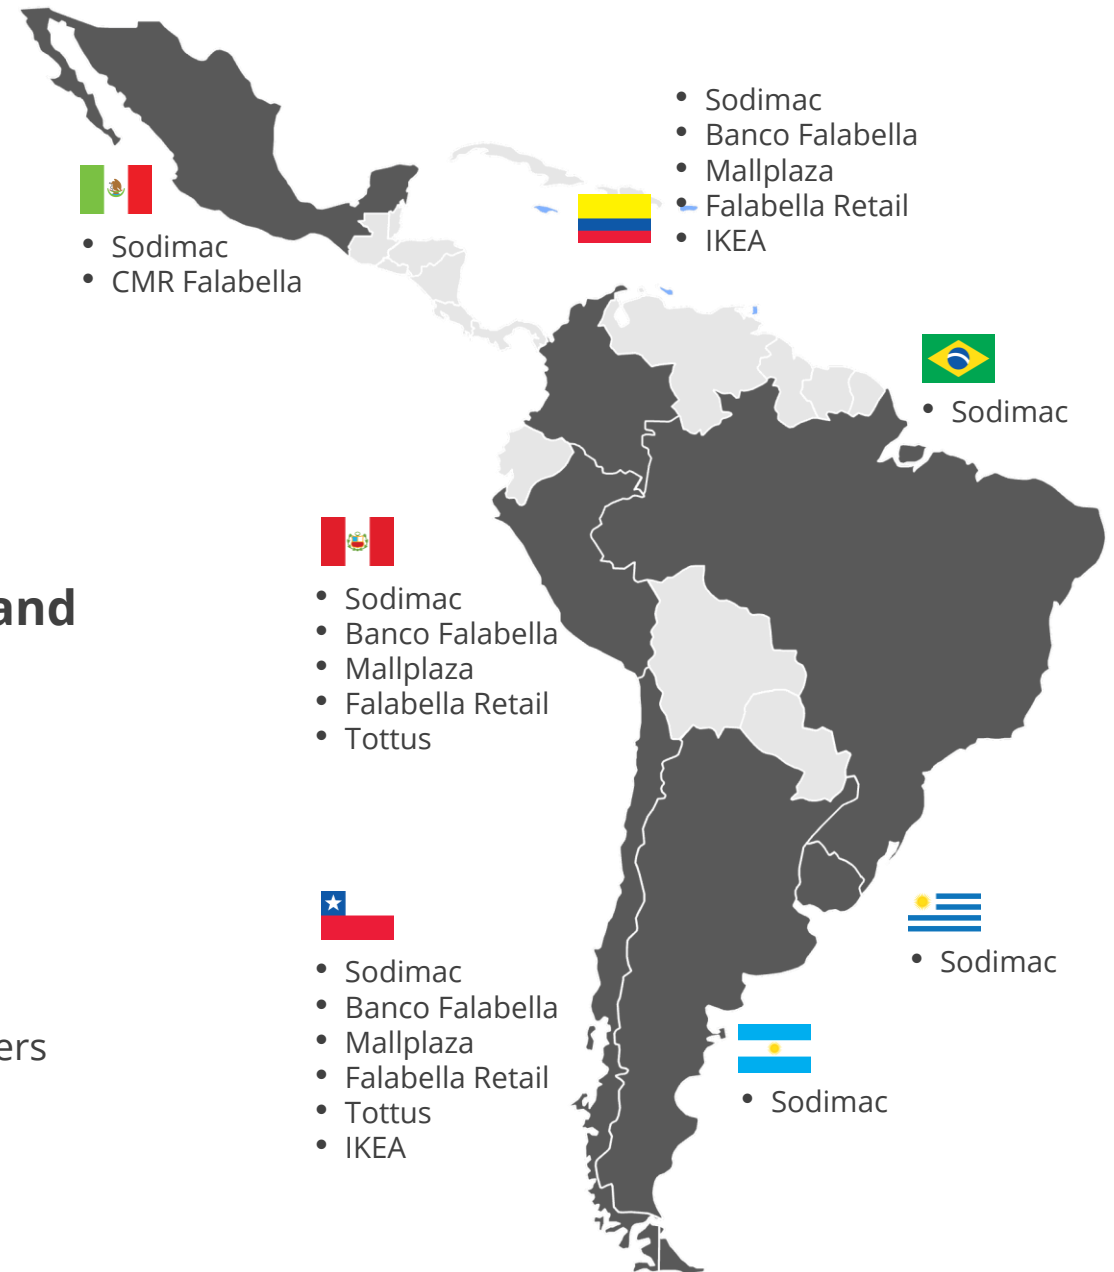 • Sodimac
• Banco Falabella
• Mallplaza
• Falabella Retail
• IKEA
• Sodimac
• CMR Falabella
• Sodimac
• Sodimac
• Banco Falabella
• Mallplaza
• Falabella Retail
• Tottus
and
• Sodimac
• Banco Falabella
• Mallplaza
• Falabella Retail
• Tottus
• IKEA
• Sodimac
ers
• Sodimac